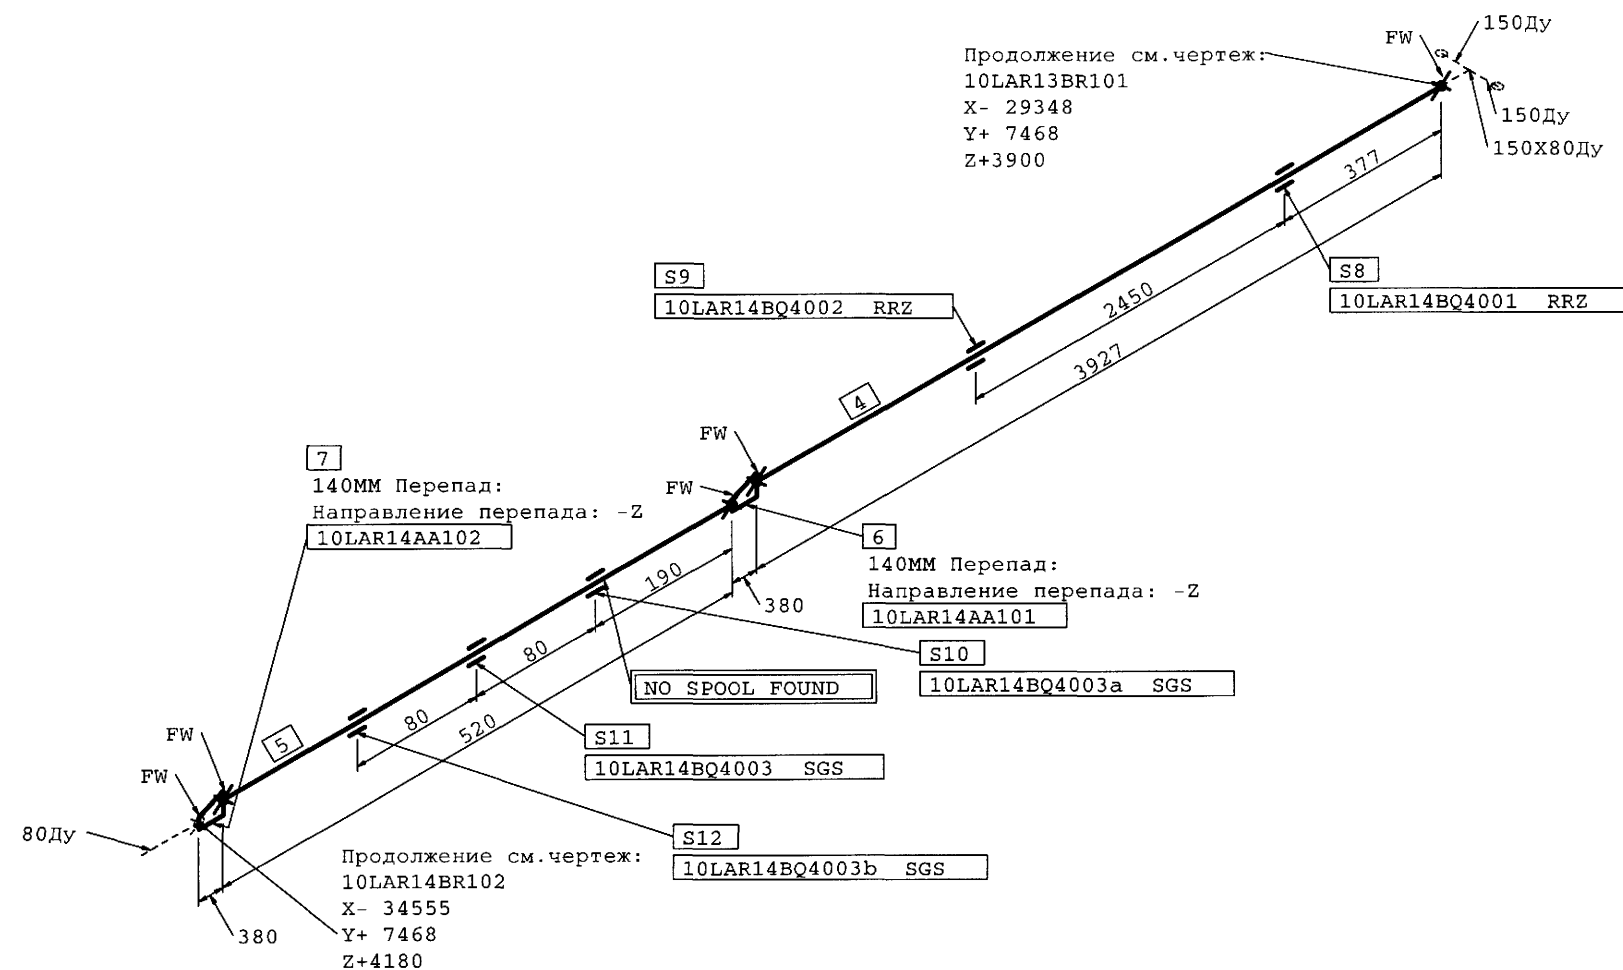 150Ду
FW
Продолжение см.чертеж:
10LAR13BR101
X- 29348
Y+ 7468
Z+3900
150Ду
150X80Ду
377
S8
10LAR14BQ4001 RRZ
S9
10LAR14BQ4002 RRZ
2450
3927
4
FW
FW
7
140ММ Перепад:
Направление перепада: -Z
10LAR14AA102
6
140ММ Перепад:
Направление перепада: -Z
10LAR14AA101
190
380
80
S10
10LAR14BQ4003a SGS
NO SPOOL FOUND
80
520
S11
10LAR14BQ4003 SGS
5
FW
FW
80Ду
S12
10LAR14BQ4003b SGS
Продолжение см.чертеж:
10LAR14BR102
X- 34555
Y+ 7468
Z+4180
380